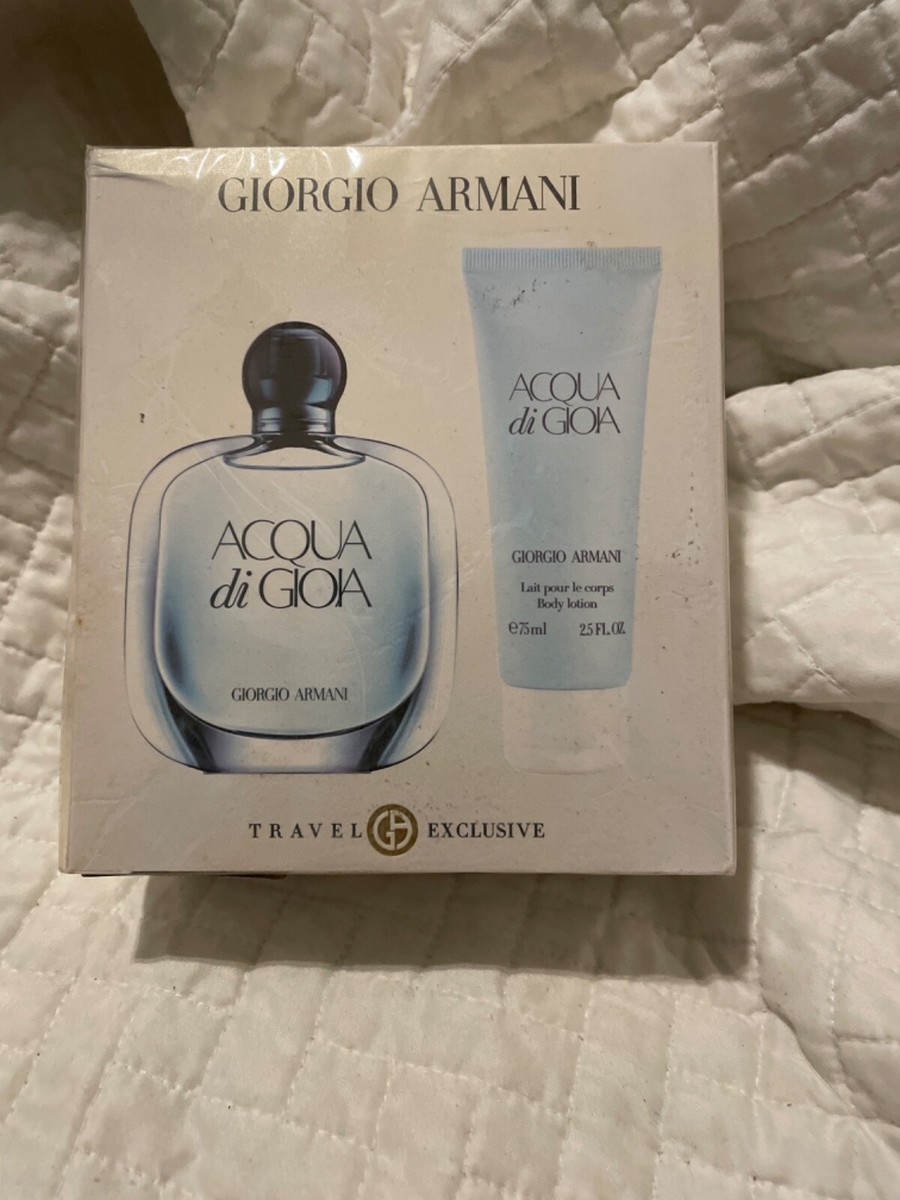 GIORGIO ARMANI
ACQUA
di GIOIA
GIORGIO ARMANI
ACQUA
di GIOIA
GIORGIO ARMANI
Lait pour le corps
Body lotion
℮75ml 2.5 FL. OZ.
TRAVEL GA EXCLUSIVE